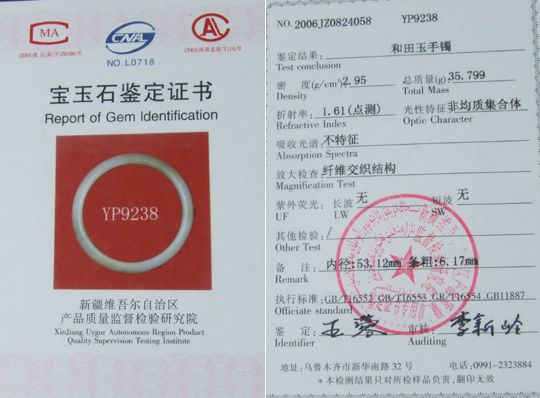 MA
CNAL
CAL
NO.L0718
宝玉石鉴定证书
Report of Gem Identification
YP9238
新疆维吾尔自治区
产品质量监督检验研究院
XinJiang Uygur Autonomous Region Product
Quality Supervision Testing Institute
NO.2006JZ0824058 YP9238
鉴定结果: 和田玉手镯
Test conclusion
密 度(g/cm³)2.95 总质量(g)35.799
Density Total Mass
折射率: 1.61(点测) 光性特征 非均质集合体
Refractive Index Optic Character
吸收光谱: 不特征
Absorption Spectra
放大检查: 纤维交织结构
Magnification Test
紫外荧光: 长波 无 短波 无
UF LW SW
其他检验: /
Other Test
备 注: 内径:53.12mm 条粗:6.17mm
Remark
执行标准: GB/T16552 GB/T16553 GB/T16554 GB11887
Officiate standard
鉴 定: 审核: 李新岭
Identifier Auditing
地址:乌鲁木齐市新华南路 32 号 电话:0991-2323884
*本检测结果只对所检样品负责,翻印无效